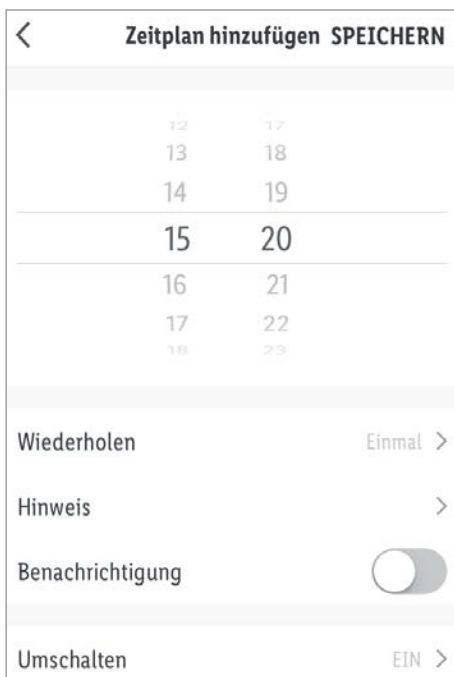 Zeitplan hinzufügen SPEICHERN
12 17
13 18
14 19
15 20
16 21
17 22
18 23
Wiederholen Einmal
Hinweis
Benachrichtigung
Umschalten EIN